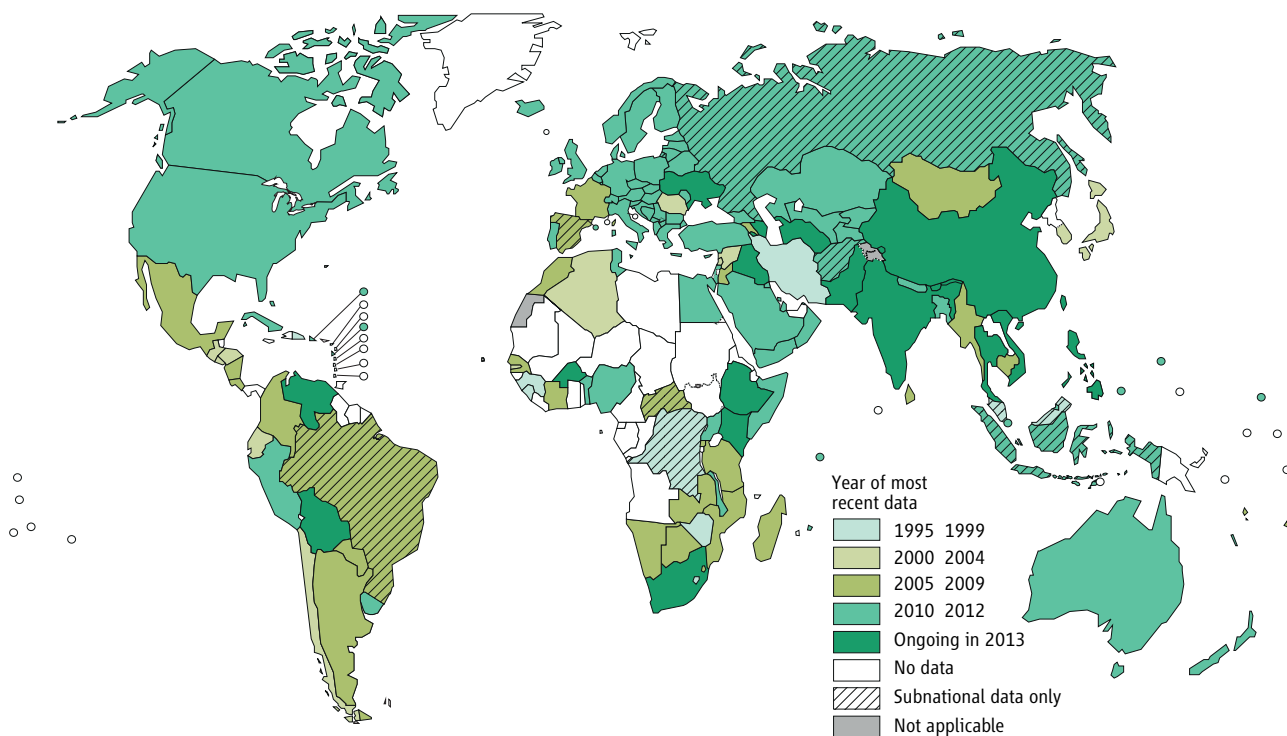 Year of most
recent data
1995 1999
2000 2004
2005 2009
2010 2012
Ongoing in 2013
No data
Subnational data only
Not applicable